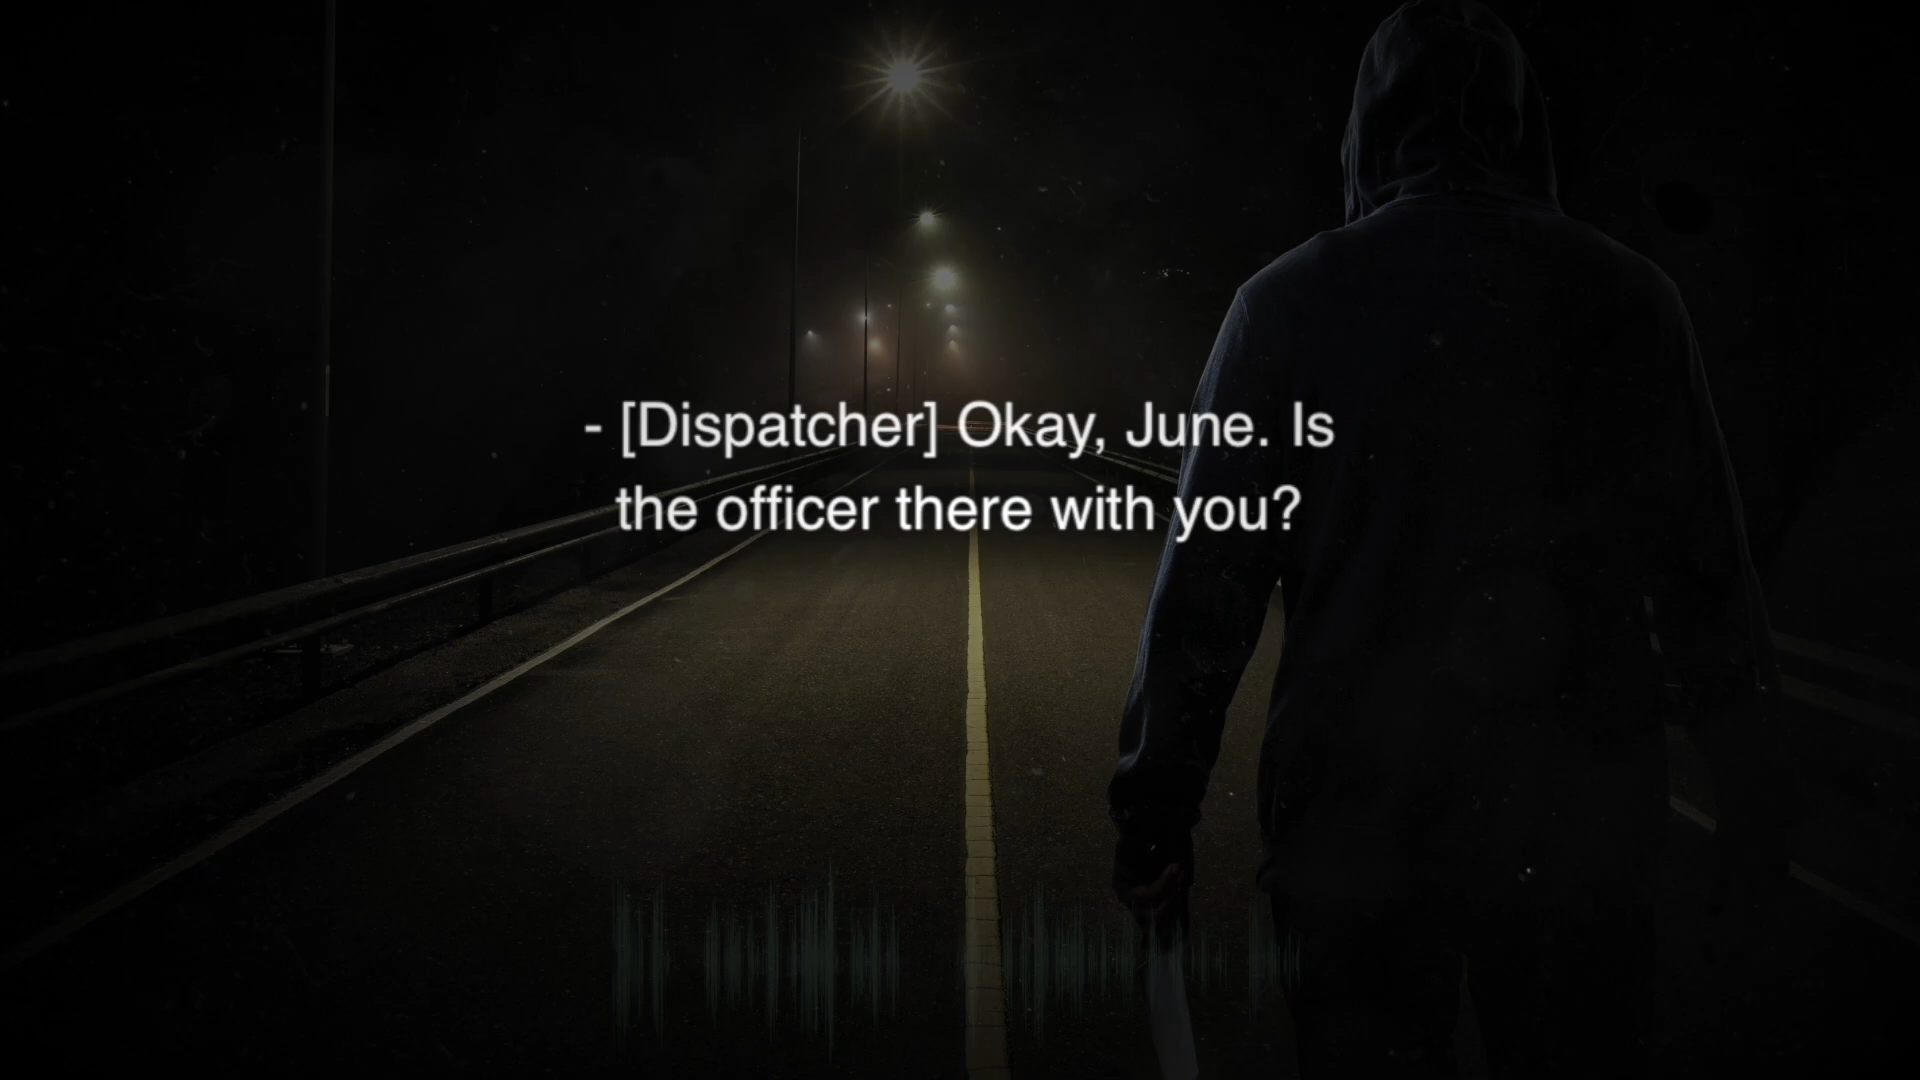 - [Dispatcher] Okay, June. Is
the officer there with you?